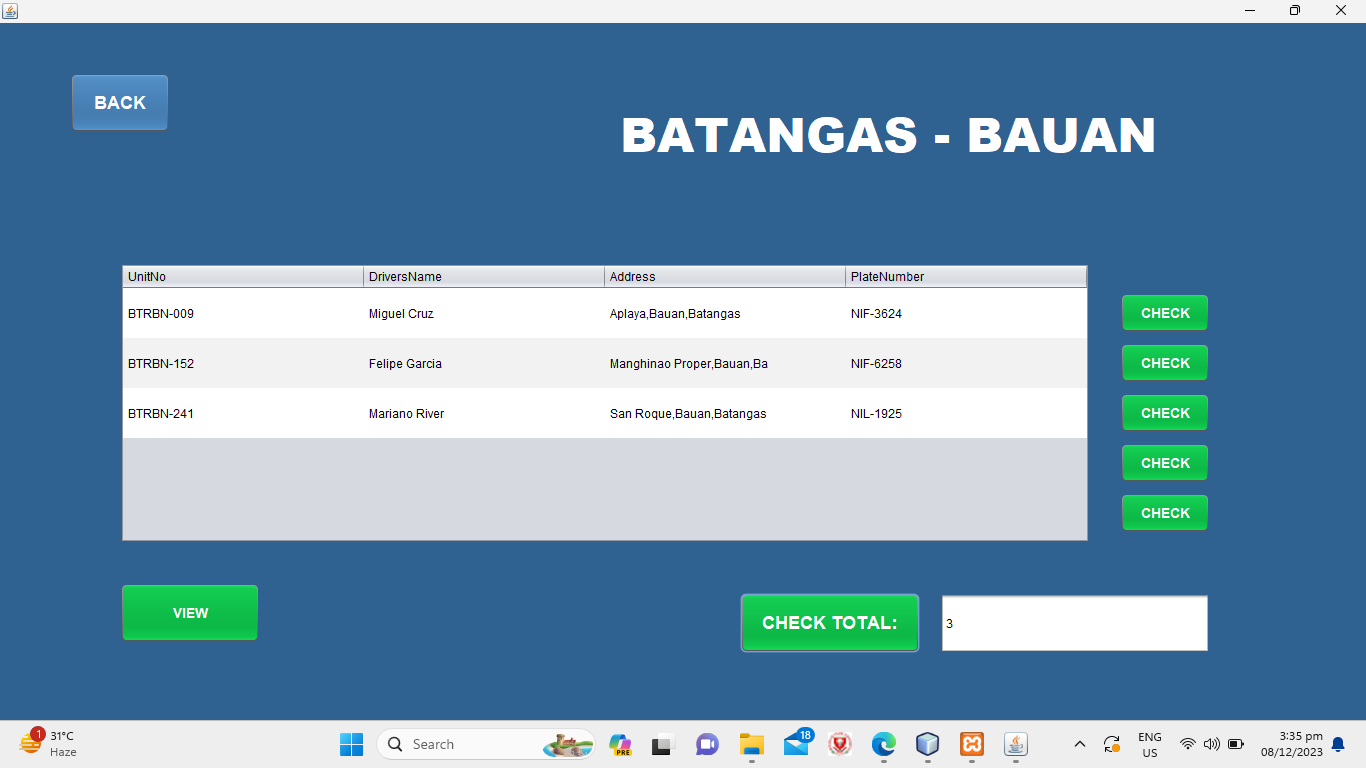 BACK
BATANGAS - BAUAN
UnitNo DriversName Address PlateNumber
BTRBN-009 Miguel Cruz Aplaya,Bauan,Batangas NIF-3624 CHECK
BTRBN-152 Felipe Garcia Manghinao Proper,Bauan,Ba NIF-6258 CHECK
BTRBN-241 Mariano River San Roque,Bauan,Batangas NIL-1925 CHECK
CHECK
CHECK
VIEW CHECK TOTAL: 3
1 31°C
Haze
Search
PRE
18
ENG
US
3:35 pm
08/12/2023